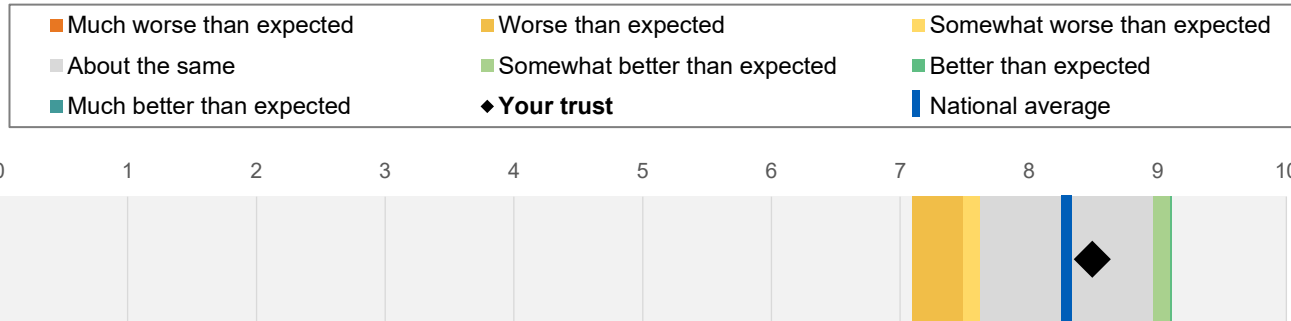 Much worse than expected Worse than expected Somewhat worse than expected
About the same Somewhat better than expected Better than expected
Much better than expected Your trust National average
0 1 2 3 4 5 6 7 8 9 10